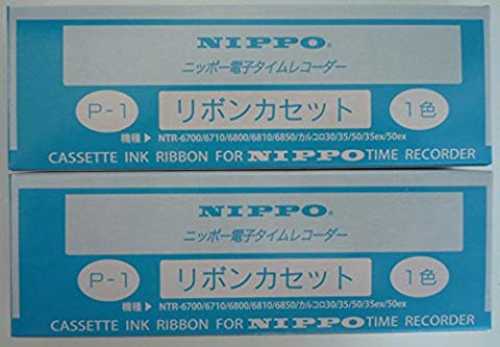 NIPPO®
ニッポー電子タイムレコーダー
P-1 リボンカセット 1色
機種▶ NTR-6700/6710/6800/6810/6850/カルコロ30/35/50/35ex/50ex
CASSETTE INK RIBBON FOR NIPPO TIME RECORDER
NIPPO®
ニッポー電子タイムレコーダー
P-1 リボンカセット 1色
機種▶ NTR-6700/6710/6800/6810/6850/カルコロ30/35/50/35ex/50ex
CASSETTE INK RIBBON FOR NIPPO TIME RECORDER